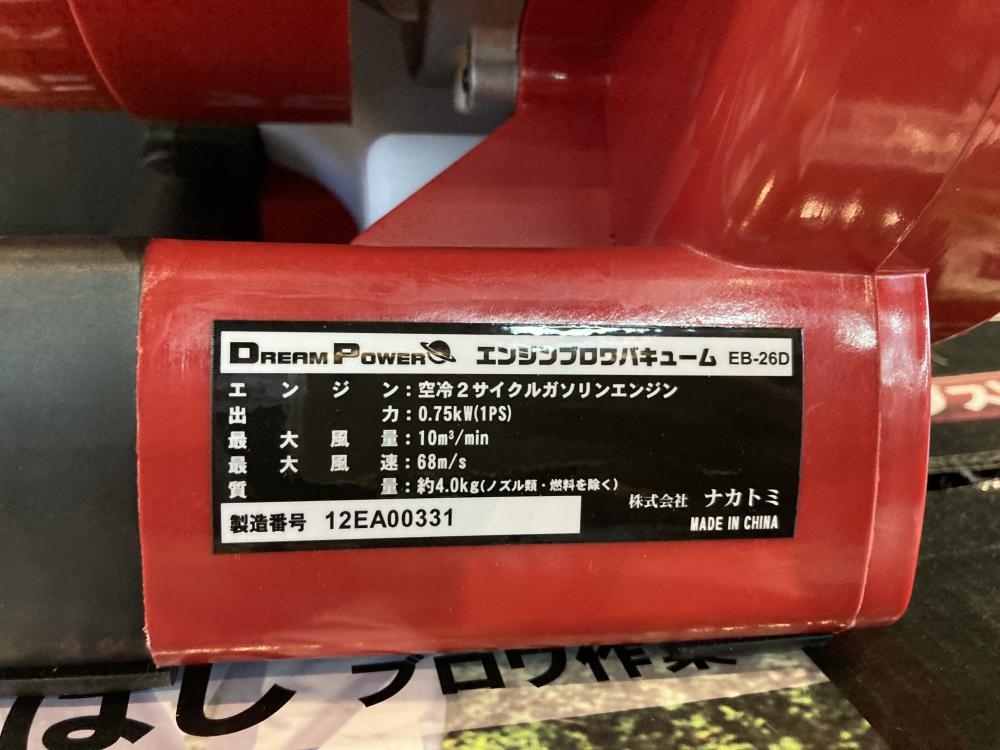 DREAM POWER エンジンブロワバキューム EB-26D
エンジン:空冷2サイクルガソリンエンジン
出力:0.75kW(1PS)
最大風量:10m³/min
最大風速:68m/s
質量:約4.0kg(ノズル類・燃料を除く)
株式会社 ナカトミ
製造番号 12EA00331
MADE IN CHINA
ブロワ作業